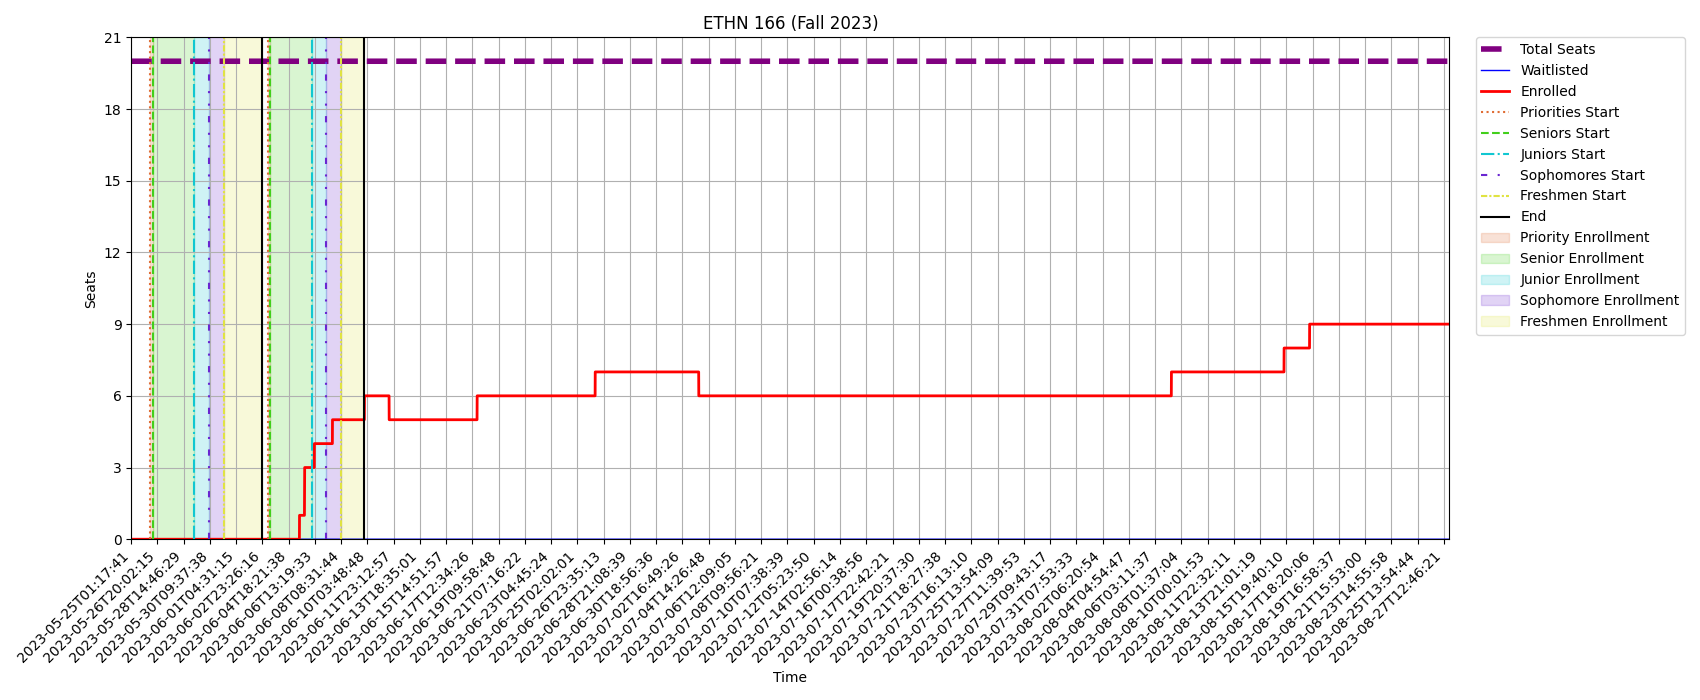 ETHN 166 (Fall 2023)
21
18
15
12
9
6
3
0
Seats
2023-05-25T01:17:41
2023-05-26T20:02:15
2023-05-28T14:46:29
2023-05-30T09:37:38
2023-06-01T04:31:15
2023-06-02T23:26:16
2023-06-04T18:21:38
2023-06-06T13:19:33
2023-06-08T08:31:44
2023-06-10T03:48:48
2023-06-11T23:12:57
2023-06-13T18:35:01
2023-06-15T14:51:57
2023-06-17T12:34:26
2023-06-19T09:58:48
2023-06-21T07:16:22
2023-06-23T04:45:24
2023-06-25T02:02:01
2023-06-26T23:35:13
2023-06-28T21:08:39
2023-06-30T18:56:36
2023-07-02T16:49:26
2023-07-04T14:26:48
2023-07-06T12:09:05
2023-07-08T09:56:21
2023-07-10T07:38:39
2023-07-12T05:23:50
2023-07-14T02:56:14
2023-07-16T00:38:56
2023-07-17T22:42:21
2023-07-19T20:37:30
2023-07-21T18:27:38
2023-07-23T16:13:10
2023-07-25T13:54:09
2023-07-27T11:39:53
2023-07-29T09:43:17
2023-07-31T07:53:33
2023-08-02T06:20:54
2023-08-04T04:54:47
2023-08-06T03:11:37
2023-08-08T01:37:04
2023-08-10T00:01:53
2023-08-11T22:32:11
2023-08-13T21:01:19
2023-08-15T19:40:10
2023-08-17T18:20:06
2023-08-19T16:58:37
2023-08-21T15:53:00
2023-08-23T14:55:58
2023-08-25T13:54:44
2023-08-27T12:46:21
Time
Total Seats
Waitlisted
Enrolled
Priorities Start
Seniors Start
Juniors Start
Sophomores Start
Freshmen Start
End
Priority Enrollment
Senior Enrollment
Junior Enrollment
Sophomore Enrollment
Freshmen Enrollment